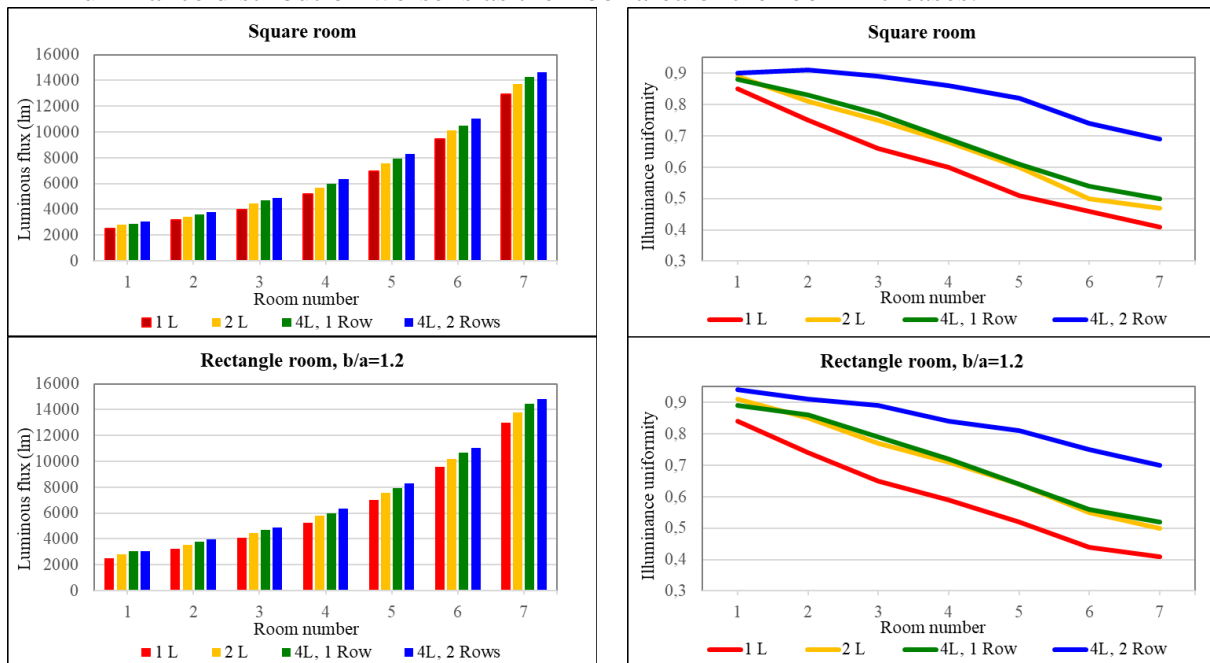 Square room
16000
14000
12000
10000
8000
6000
4000
2000
0
Luminous flux (lm)
1 2 3 4 5 6 7
Room number
1 L 2 L 4L, 1 Row 4L, 2 Rows
Square room
0,9
0,8
0,7
0,6
0,5
0,4
0,3
Illuminance uniformity
1 2 3 4 5 6 7
Room number
1 L 2 L 4L, 1 Row 4L, 2 Row
Rectangle room, b/a=1.2
16000
14000
12000
10000
8000
6000
4000
2000
0
Luminous flux (lm)
1 2 3 4 5 6 7
Room number
1 L 2 L 4L, 1 Row 4L, 2 Rows
Rectangle room, b/a=1.2
0,9
0,8
0,7
0,6
0,5
0,4
0,3
Illuminance uniformity
1 2 3 4 5 6 7
Room number
1 L 2 L 4L, 1 Row 4L, 2 Row